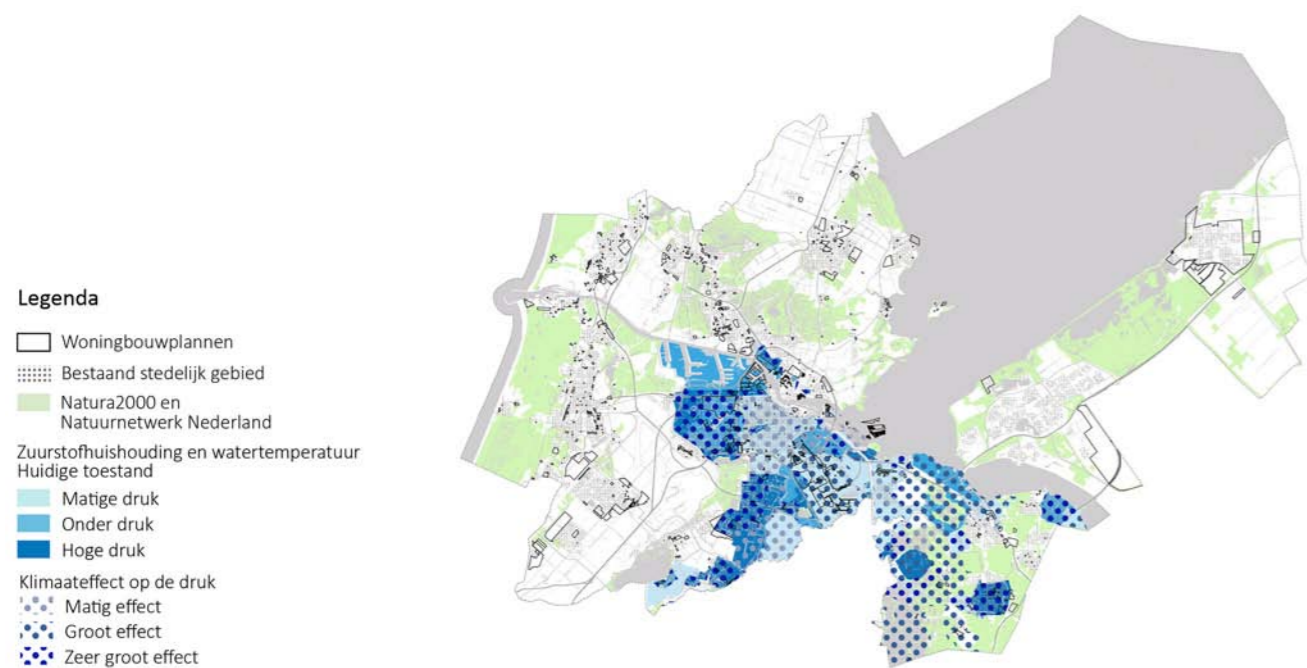 Legenda
Woningbouwplannen
Bestaand stedelijk gebied
Natura2000 en
Natuurnetwerk Nederland
Zuurstofhuishouding en watertemperatuur
Huidige toestand
Matige druk
Onder druk
Hoge druk
Klimaateffect op de druk
Matig effect
Groot effect
Zeer groot effect